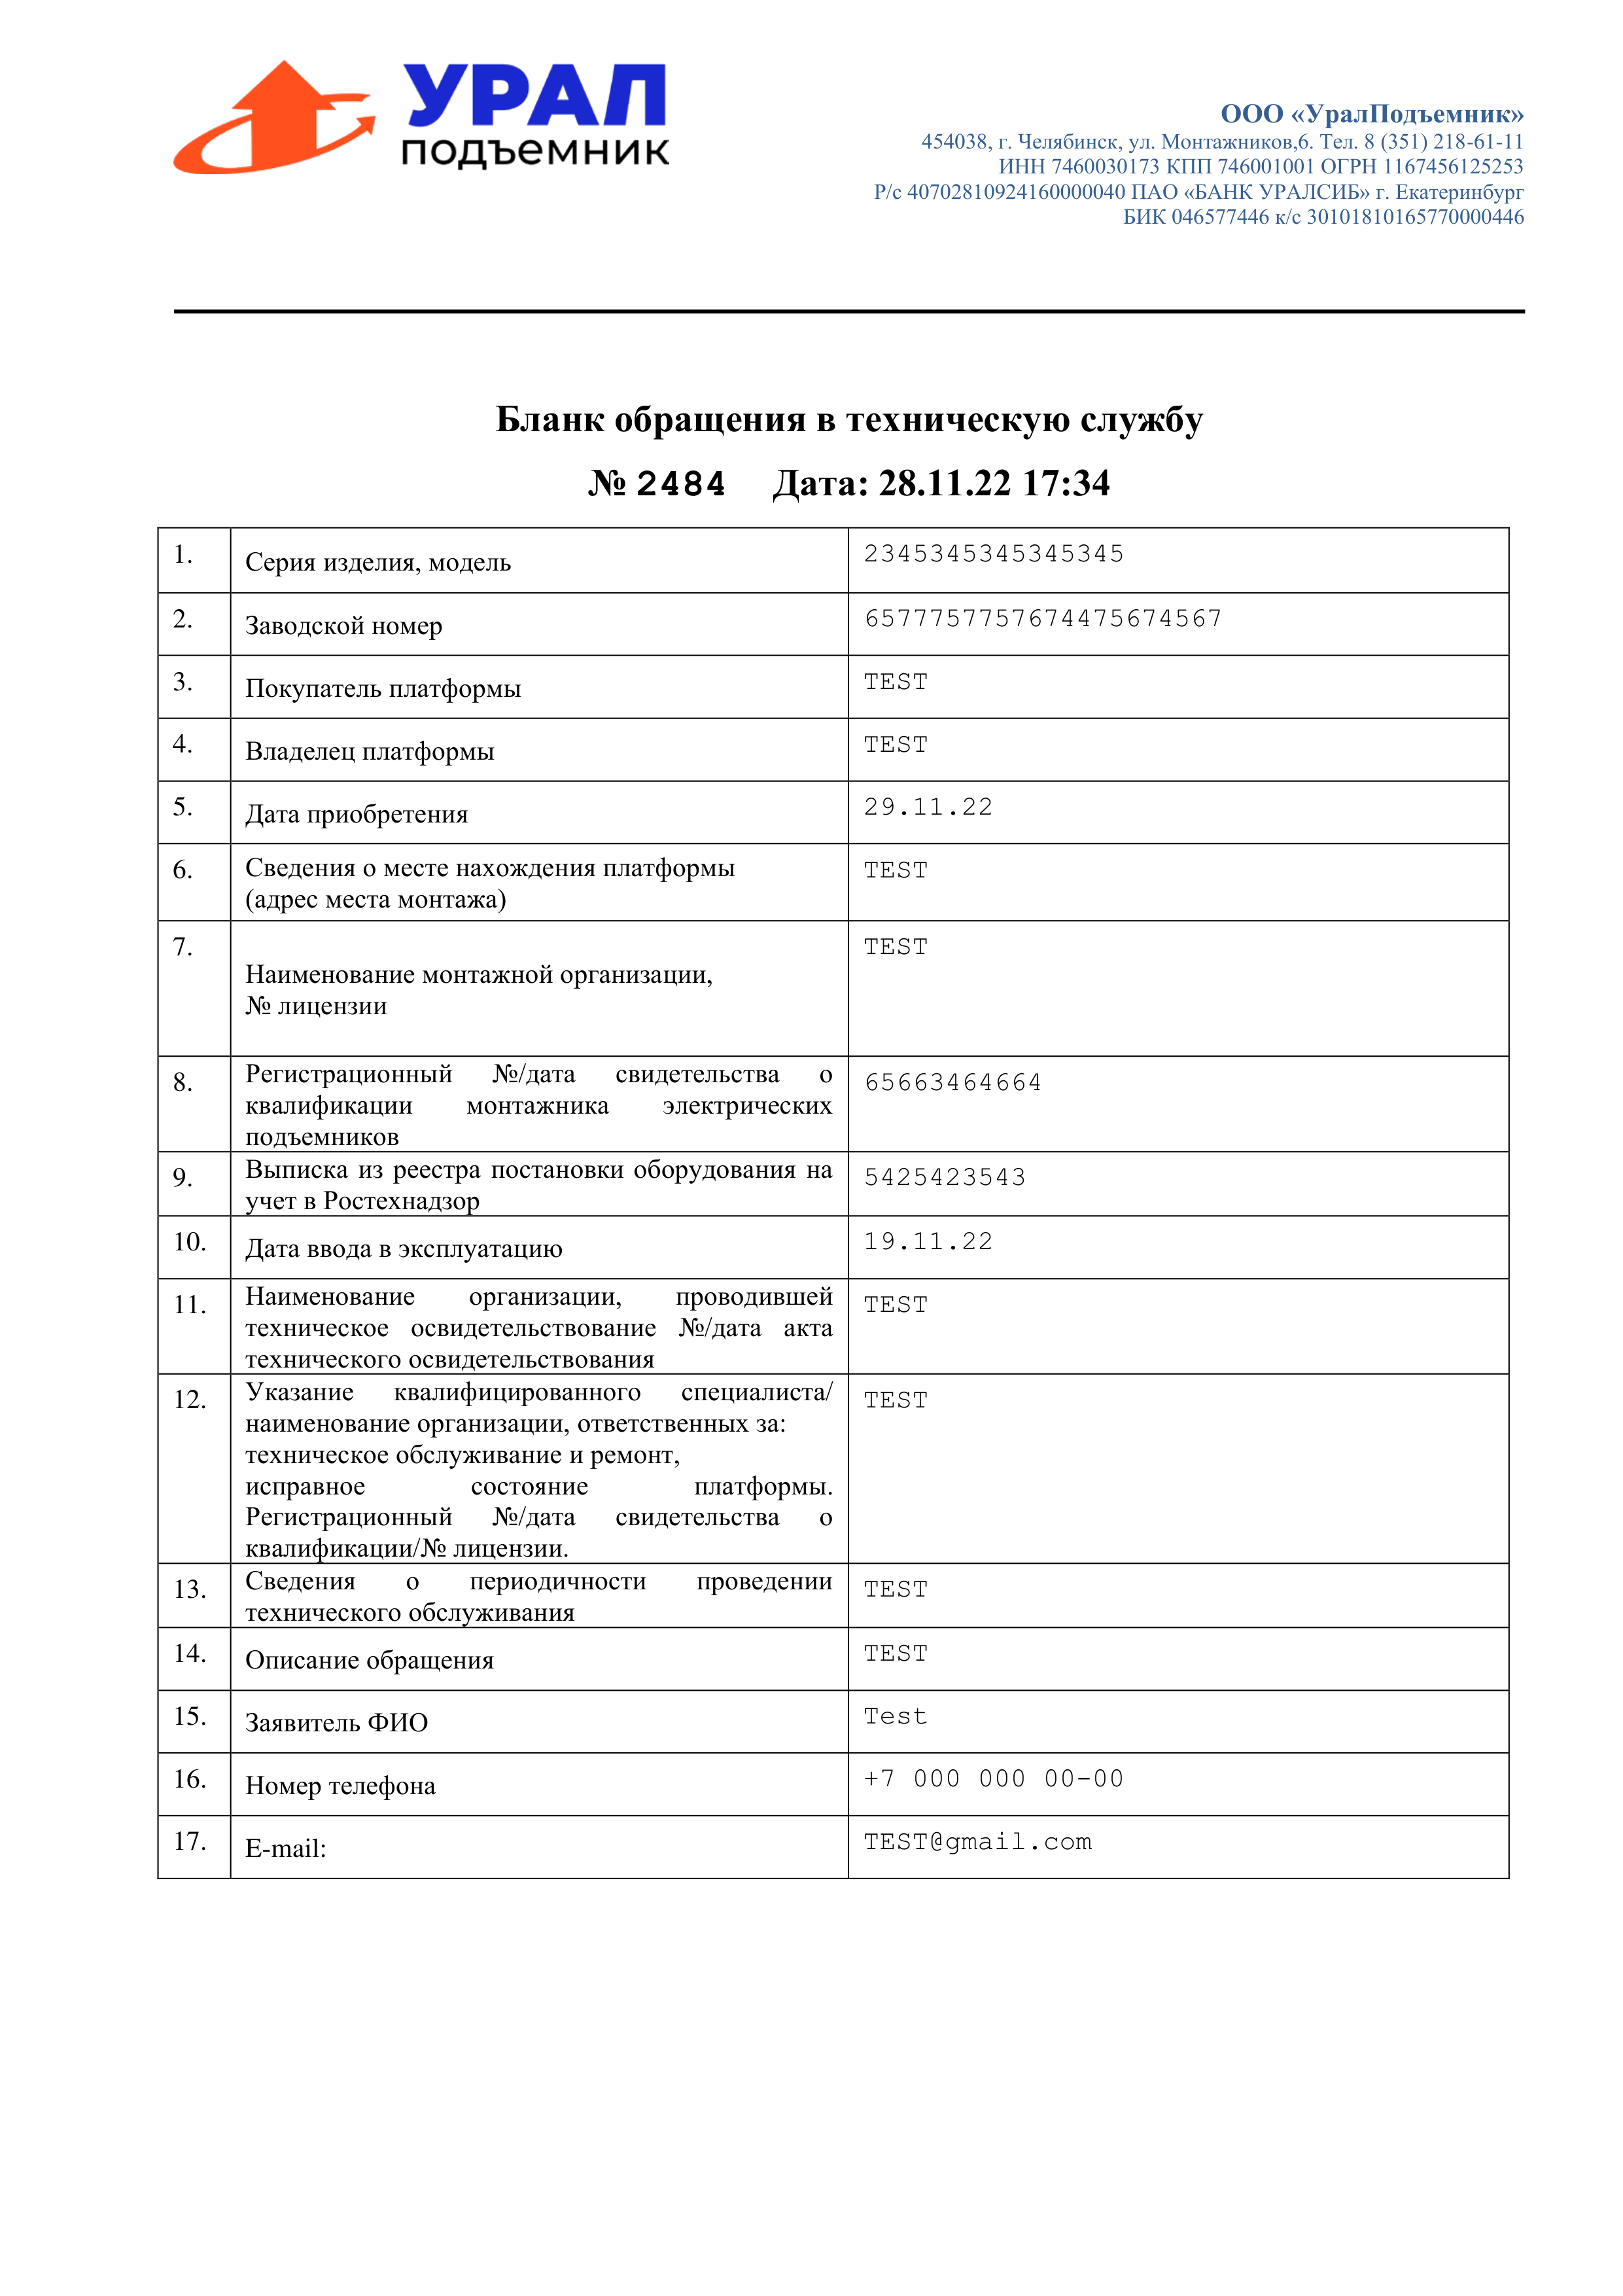 УРАЛ
подъемник
ООО «УралПодъемник»
454038, г. Челябинск, ул. Монтажников,6. Тел. 8 (351) 218-61-11
ИНН 7460030173 КПП 746001001 ОГРН 1167456125253
Р/с 40702810924160000040 ПАО «БАНК УРАЛСИБ» г. Екатеринбург
БИК 046577446 к/с 30101810165770000446
Бланк обращения в техническую службу
№ 2484 Дата: 28.11.22 17:34
1. Серия изделия, модель 2345345345345345
2. Заводской номер 6577757757674475674567
3. Покупатель платформы TEST
4. Владелец платформы TEST
5. Дата приобретения 29.11.22
6. Сведения о месте нахождения платформы TEST
(адрес места монтажа)
7. TEST
Наименование монтажной организации,
№ лицензии
8. Регистрационный №/дата свидетельства о 65663464664
квалификации монтажника электрических
подъемников
9. Выписка из реестра постановки оборудования на 5425423543
учет в Ростехнадзор
10. Дата ввода в эксплуатацию 19.11.22
11. Наименование организации, проводившей TEST
техническое освидетельствование №/дата акта
технического освидетельствования
12. Указание квалифицированного специалиста/ TEST
наименование организации, ответственных за:
техническое обслуживание и ремонт,
исправное состояние платформы.
Регистрационный №/дата свидетельства о
квалификации/№ лицензии.
13. Сведения о периодичности проведении TEST
технического обслуживания
14. Описание обращения TEST
15. Заявитель ФИО Test
16. Номер телефона +7 000 000 00-00
17. E-mail: TEST@gmail.com